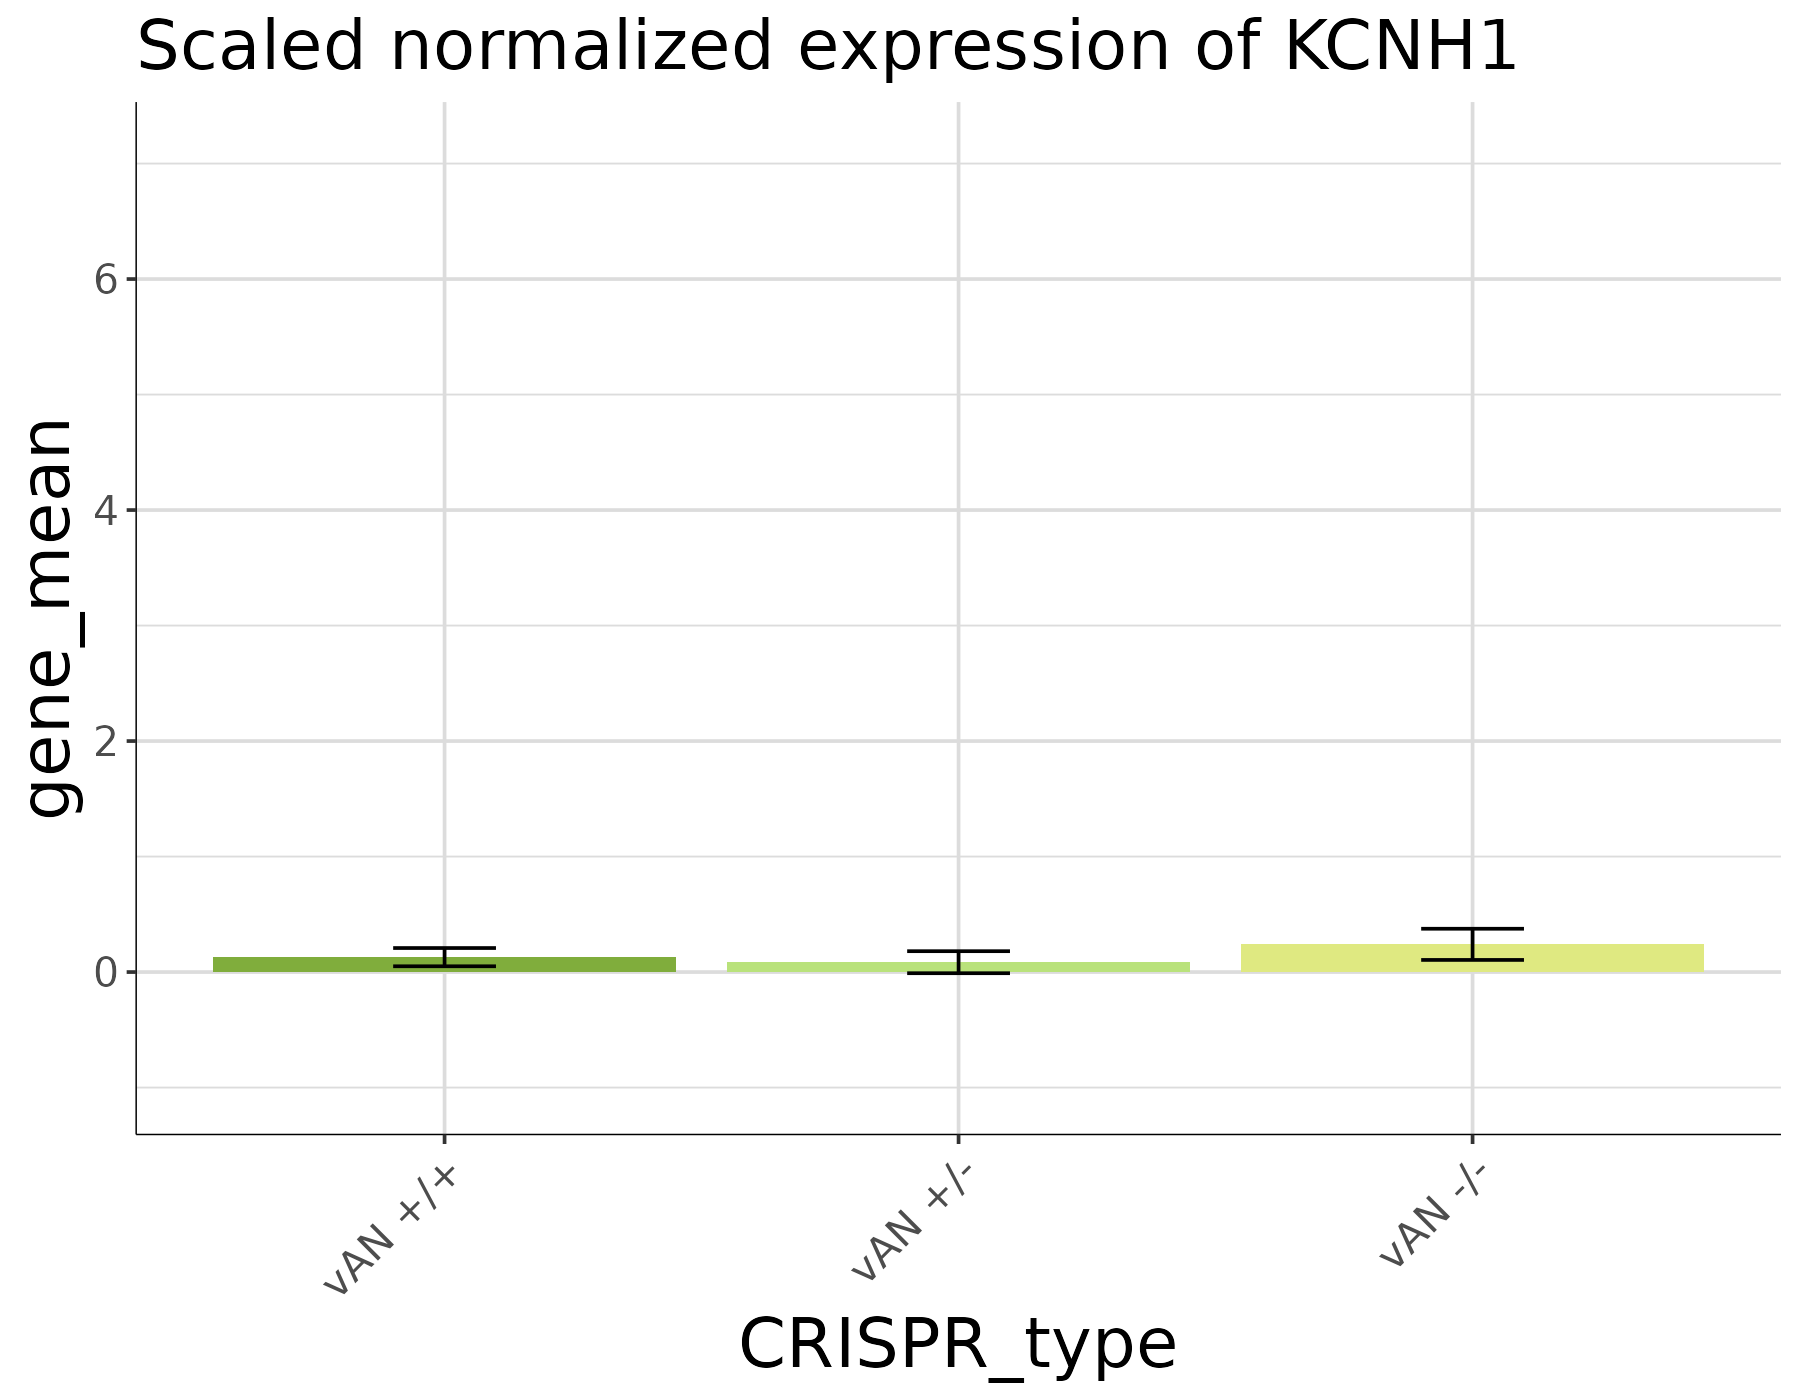 Scaled normalized expression of KCNH1
gene_mean
6
4
2
0
vAN +/+
vAN +/-
vAN -/-
CRISPR_type